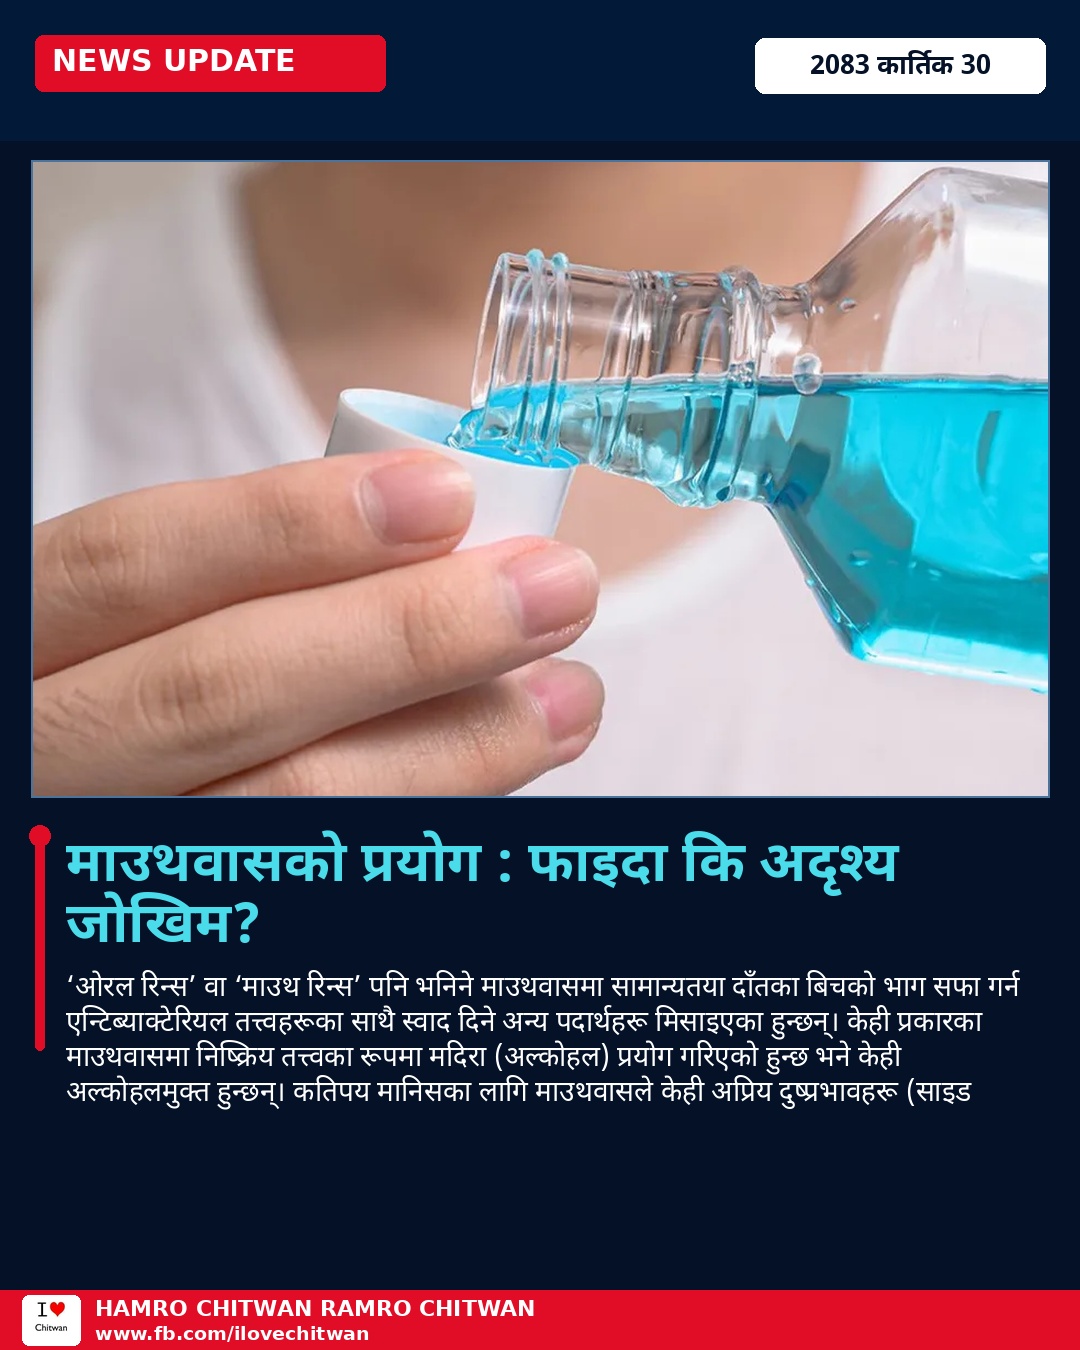 NEWS UPDATE
2083 कार्तिक 30
माउथवासको प्रयोग : फाइदा कि अदृश्य
जोखिम?
‘ओरल रिन्स’ वा ‘माउथ रिन्स’ पनि भनिने माउथवासमा सामान्यतया दाँतका बिचको भाग सफा गर्न
एन्टिब्याक्टेरियल तत्त्वहरूका साथै स्वाद दिने अन्य पदार्थहरू मिसाइएका हुन्छन्। केही प्रकारका
माउथवासमा निष्क्रिय तत्त्वका रूपमा मदिरा (अल्कोहल) प्रयोग गरिएको हुन्छ भने केही
अल्कोहलमुक्त हुन्छन्। कतिपय मानिसका लागि माउथवासले केही अप्रिय दुष्प्रभावहरू (साइड
I❤
Chitwan
HAMRO CHITWAN RAMRO CHITWAN
www.fb.com/ilovechitwan